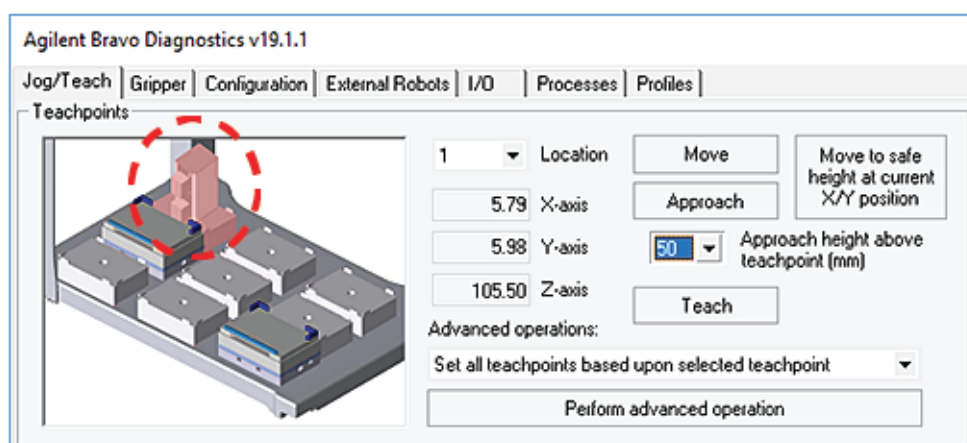 Agilent Bravo Diagnostics v19.1.1
Jog/Teach Gripper Configuration External Robots I/O Processes Profiles
Teachpoints
1 Location Move Move to safe
height at current
X/Y position
5.79 X-axis Approach
5.98 Y-axis 50 Approach height above
teachpoint (mm)
105.50 Z-axis Teach
Advanced operations:
Set all teachpoints based upon selected teachpoint
Perform advanced operation